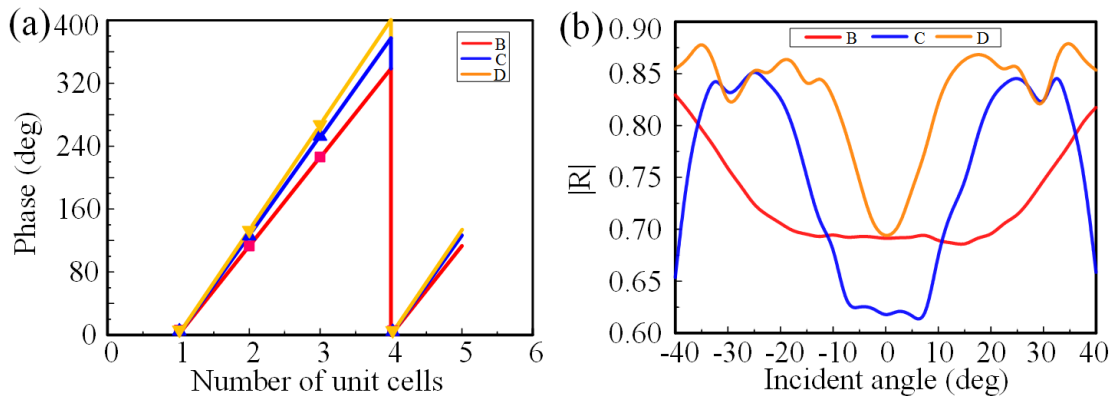 (a)
Phase (deg)
400
320
240
160
80
0
B
C
D
0 1 2 3 4 5 6
Number of unit cells
(b)
|R|
0.90
0.85
0.80
0.75
0.70
0.65
0.60
B C D
-40 -30 -20 -10 0 10 20 30 40
Incident angle (deg)